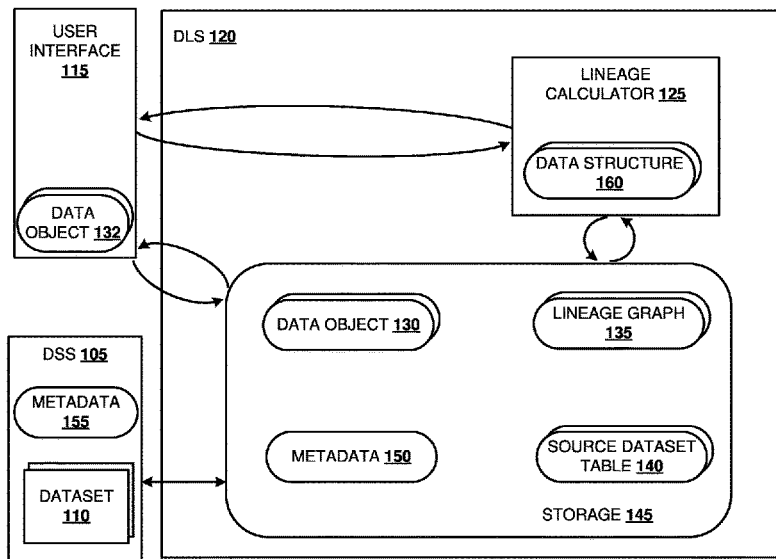 USER
INTERFACE
115
DATA
OBJECT 132
DLS 120
LINEAGE
CALCULATOR 125
DATA STRUCTURE
160
DATA OBJECT 130
LINEAGE GRAPH
135
METADATA 150
SOURCE DATASET
TABLE 140
STORAGE 145
DSS 105
METADATA
155
DATASET
110